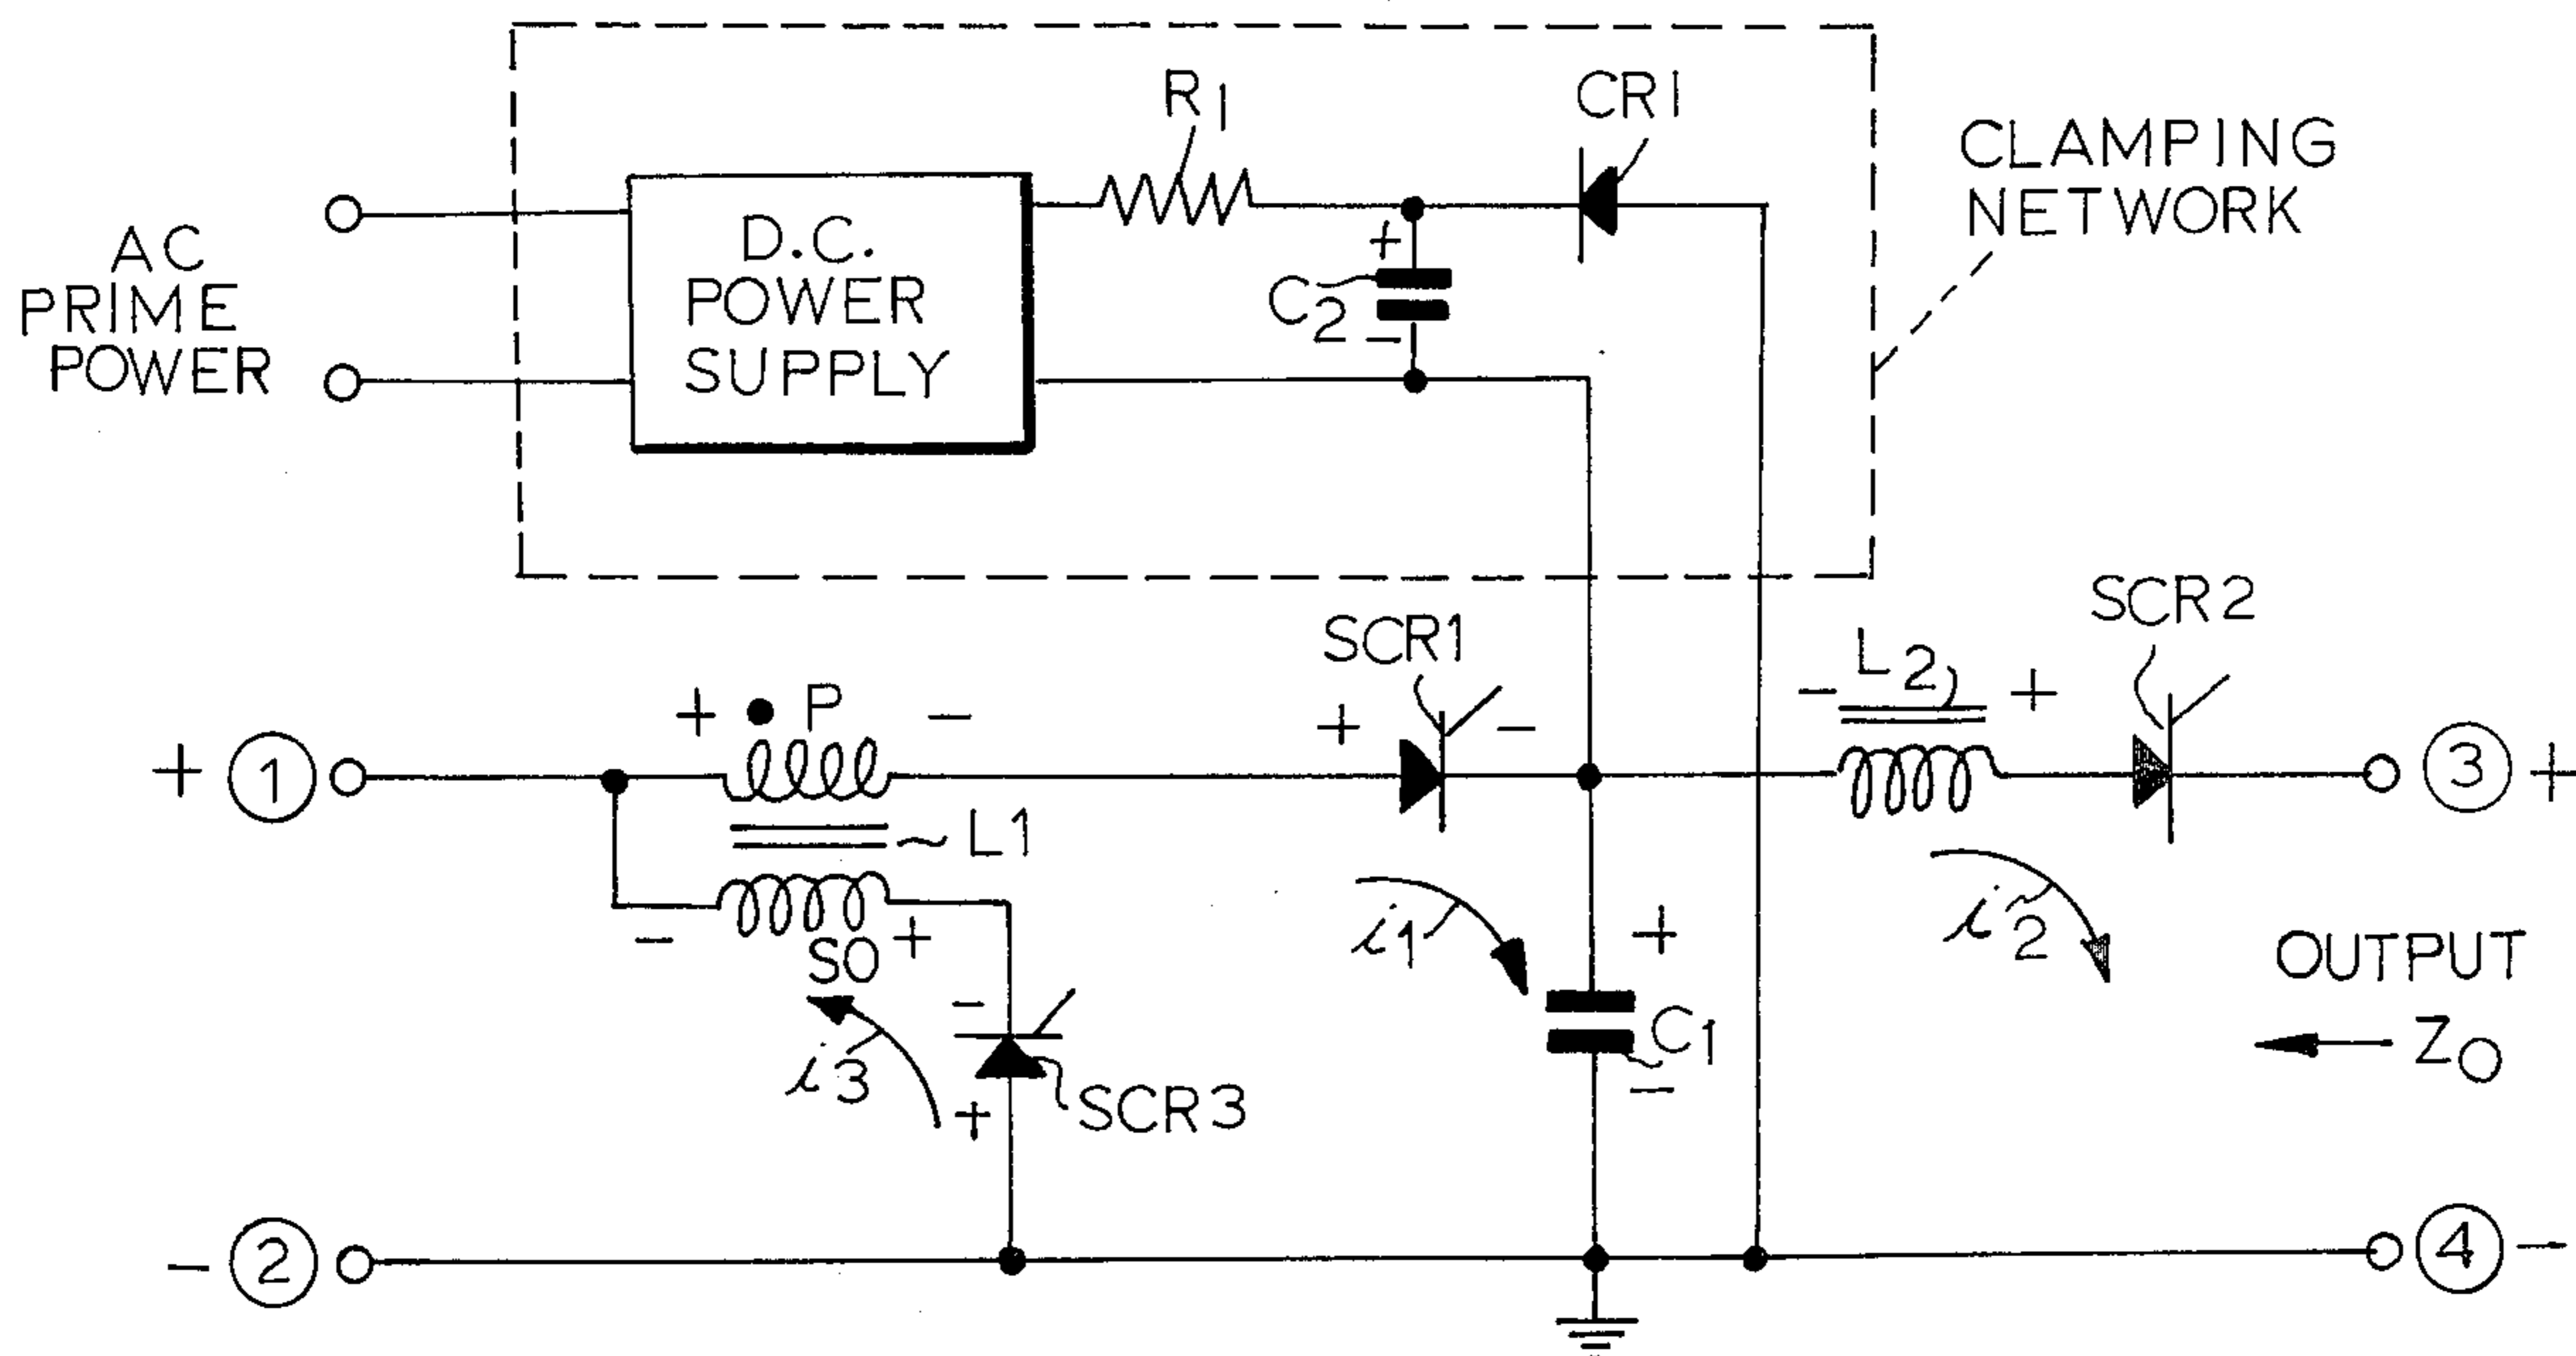 R1
CR1
CLAMPING
NETWORK
AC
PRIME
POWER
D.C.
POWER
SUPPLY
+
C2
-
SCR1
L2
SCR2
+ 1
+ P -
+ -
- +
3 +
L1
- SO +
i1
+
i2
OUTPUT
ZO
-
i3
+
SCR3
C1
-
- 2
4 -